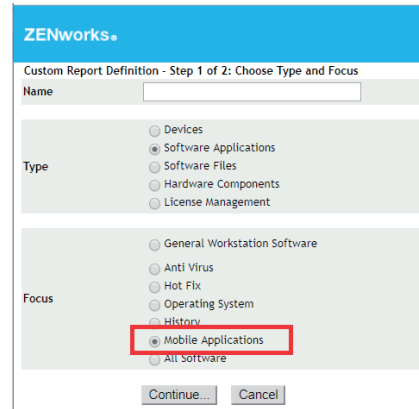 ZENworks®
Custom Report Definition - Step 1 of 2: Choose Type and Focus
Name
Devices
Software Applications
Type
Software Files
Hardware Components
License Management
General Workstation Software
Anti Virus
Hot Fix
Focus
Operating System
History
Mobile Applications
All Software
Continue...
Cancel